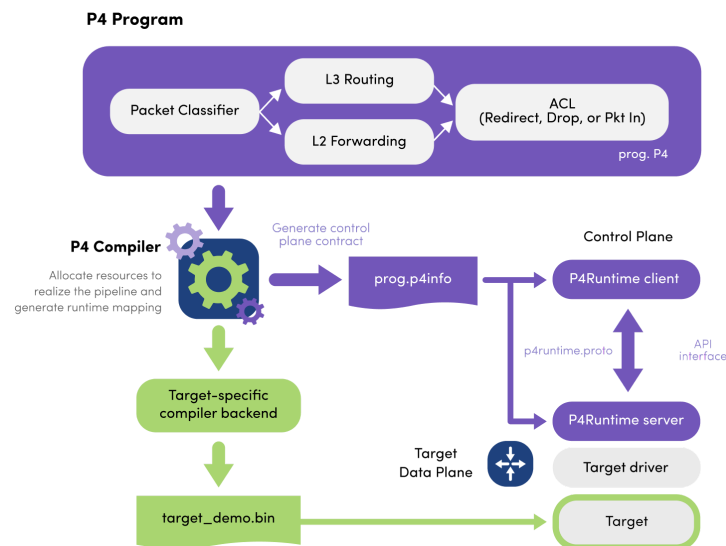 P4 Program
Packet Classifier
L3 Routing
L2 Forwarding
ACL
(Redirect, Drop, or Pkt In)
prog. P4
P4 Compiler
Allocate resources to
realize the pipeline and
generate runtime mapping
Generate control
plane contract
prog.p4info
Control Plane
P4Runtime client
p4runtime.proto
API
interface
P4Runtime server
Target-specific
compiler backend
Target
Data Plane
Target driver
target_demo.bin
Target